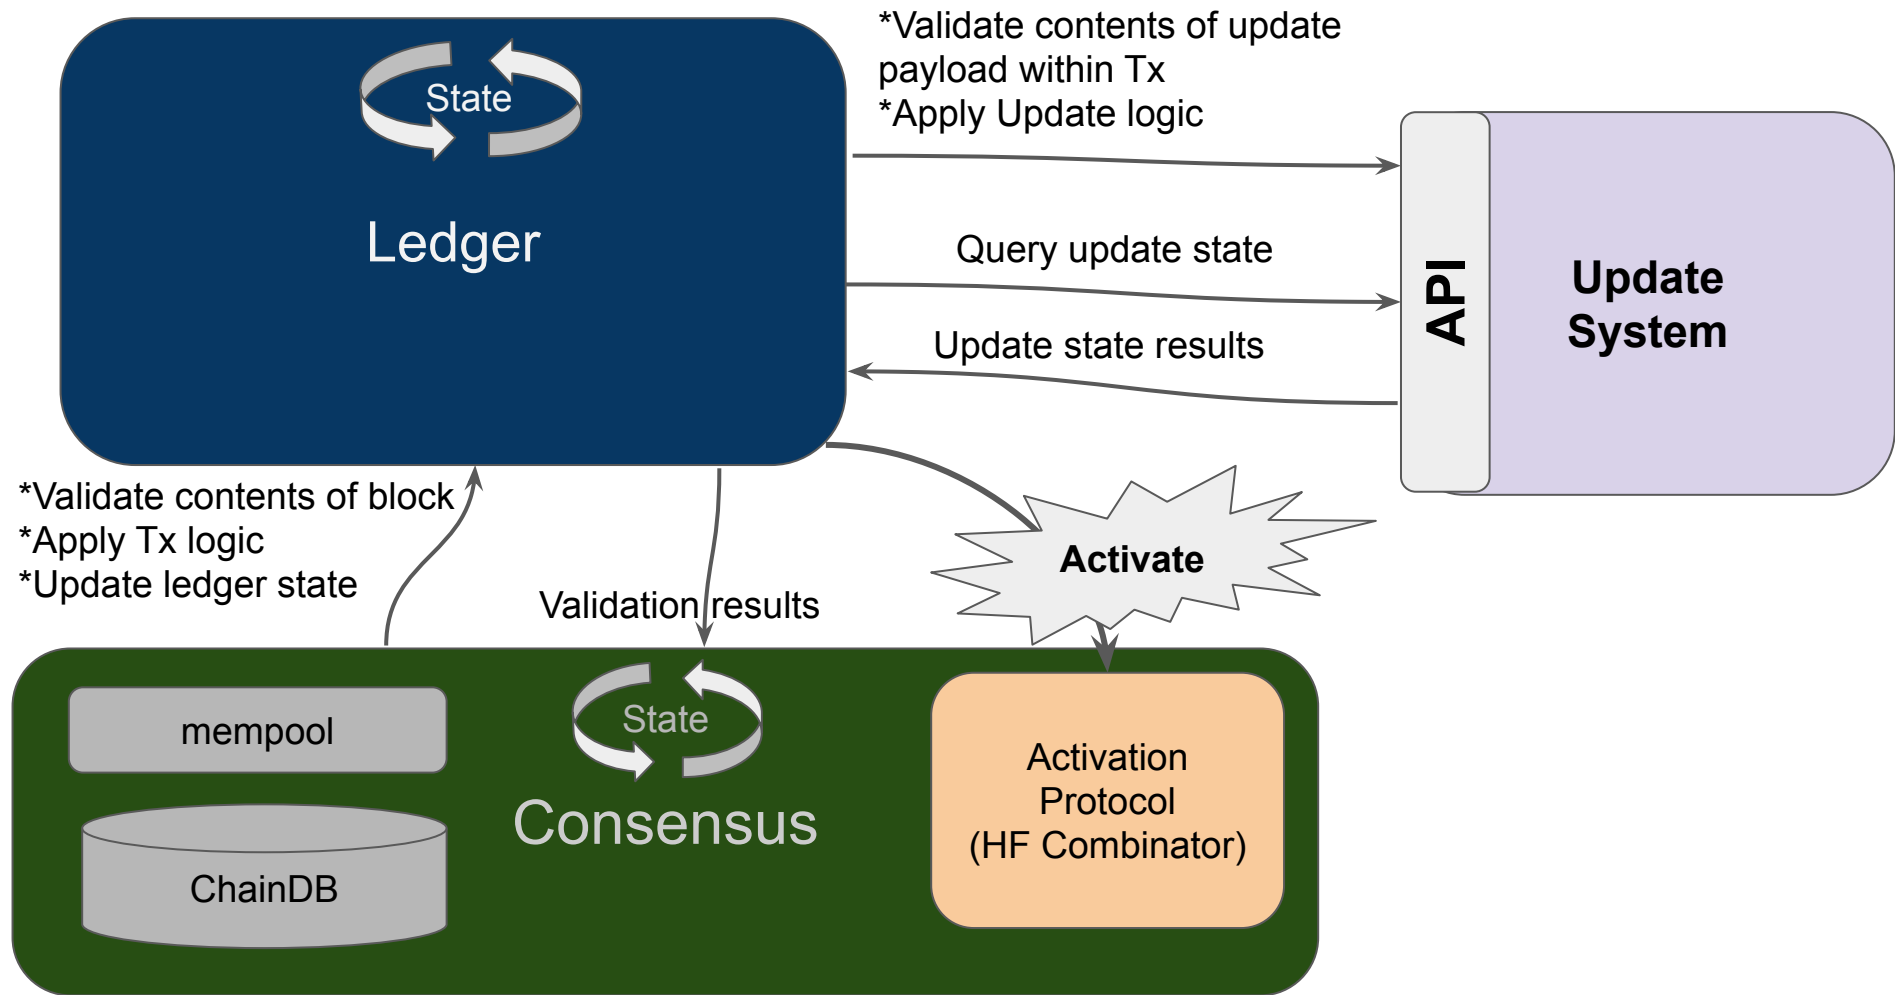 *Validate contents of update
payload within Tx
*Apply Update logic
State
Ledger
Query update state
Update state results
API
Update
System
*Validate contents of block
*Apply Tx logic
*Update ledger state
Validation results
Activate
mempool
State
Consensus
ChainDB
Activation
Protocol
(HF Combinator)